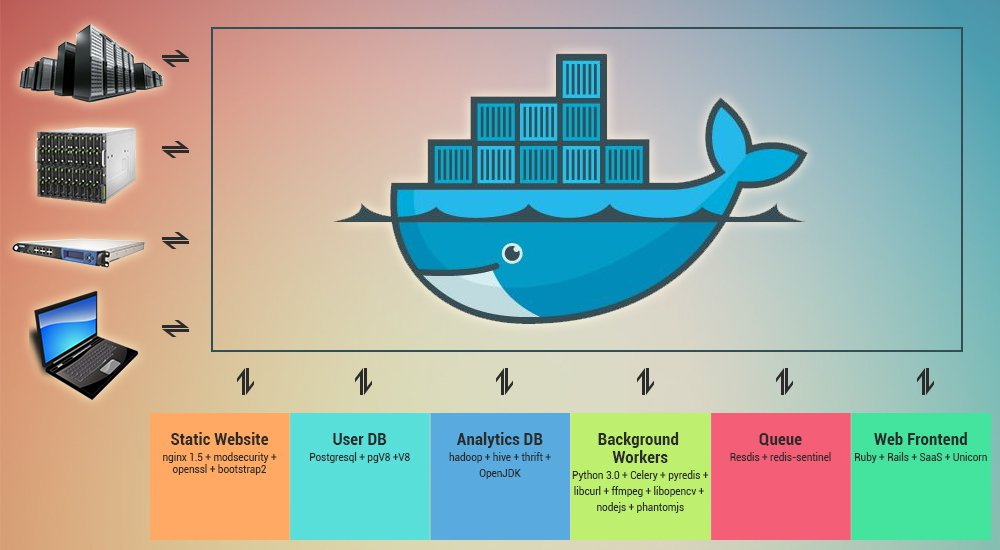 Static Website
nginx 1.5 + modsecurity +
openssl + bootstrap2
User DB
Postgresql + pgV8 +V8
Analytics DB
hadoop + hive + thrift +
OpenJDK
Background
Workers
Python 3.0 + Celery + pyredis +
libcurl + ffmpeg + libopencv +
nodejs + phantomjs
Queue
Resdis + redis-sentinel
Web Frontend
Ruby + Rails + SaaS + Unicorn